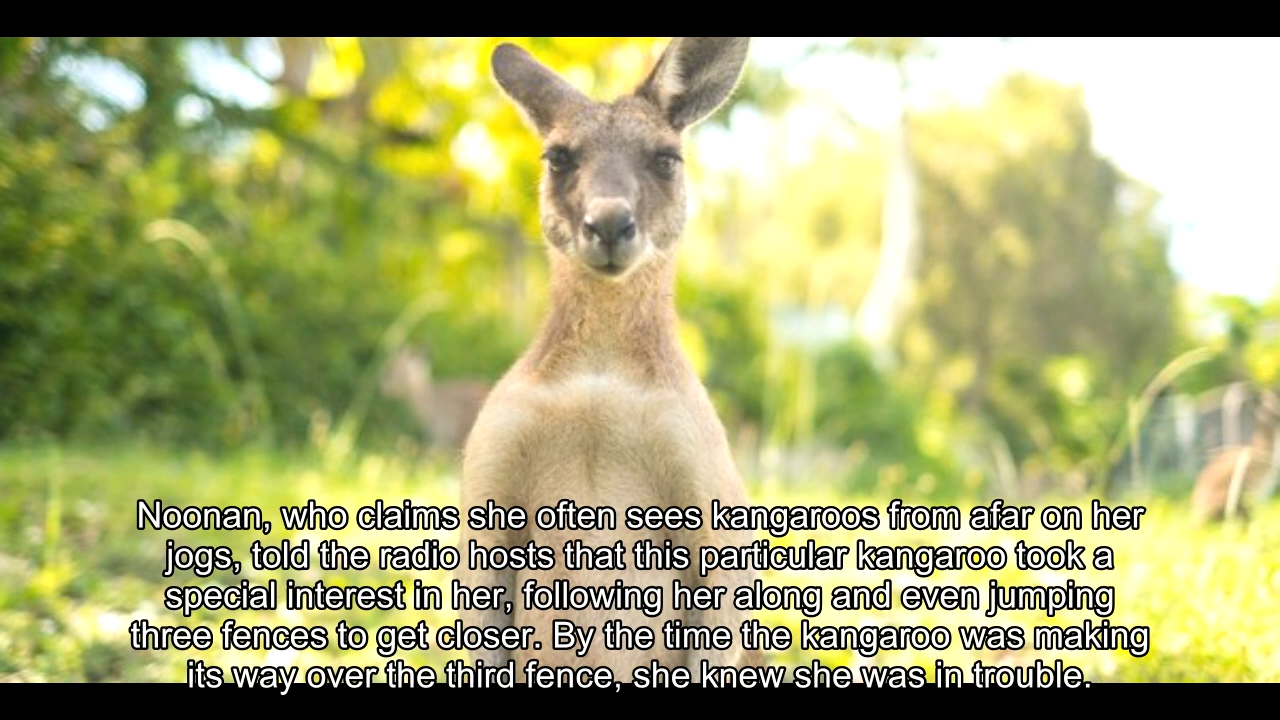 Noonan, who claims she often sees kangaroos from afar on her
jogs, told the radio hosts that this particular kangaroo took a
special interest in her, following her along and even jumping
three fences to get closer. By the time the kangaroo was making
its way over the third fence, she knew she was in trouble.